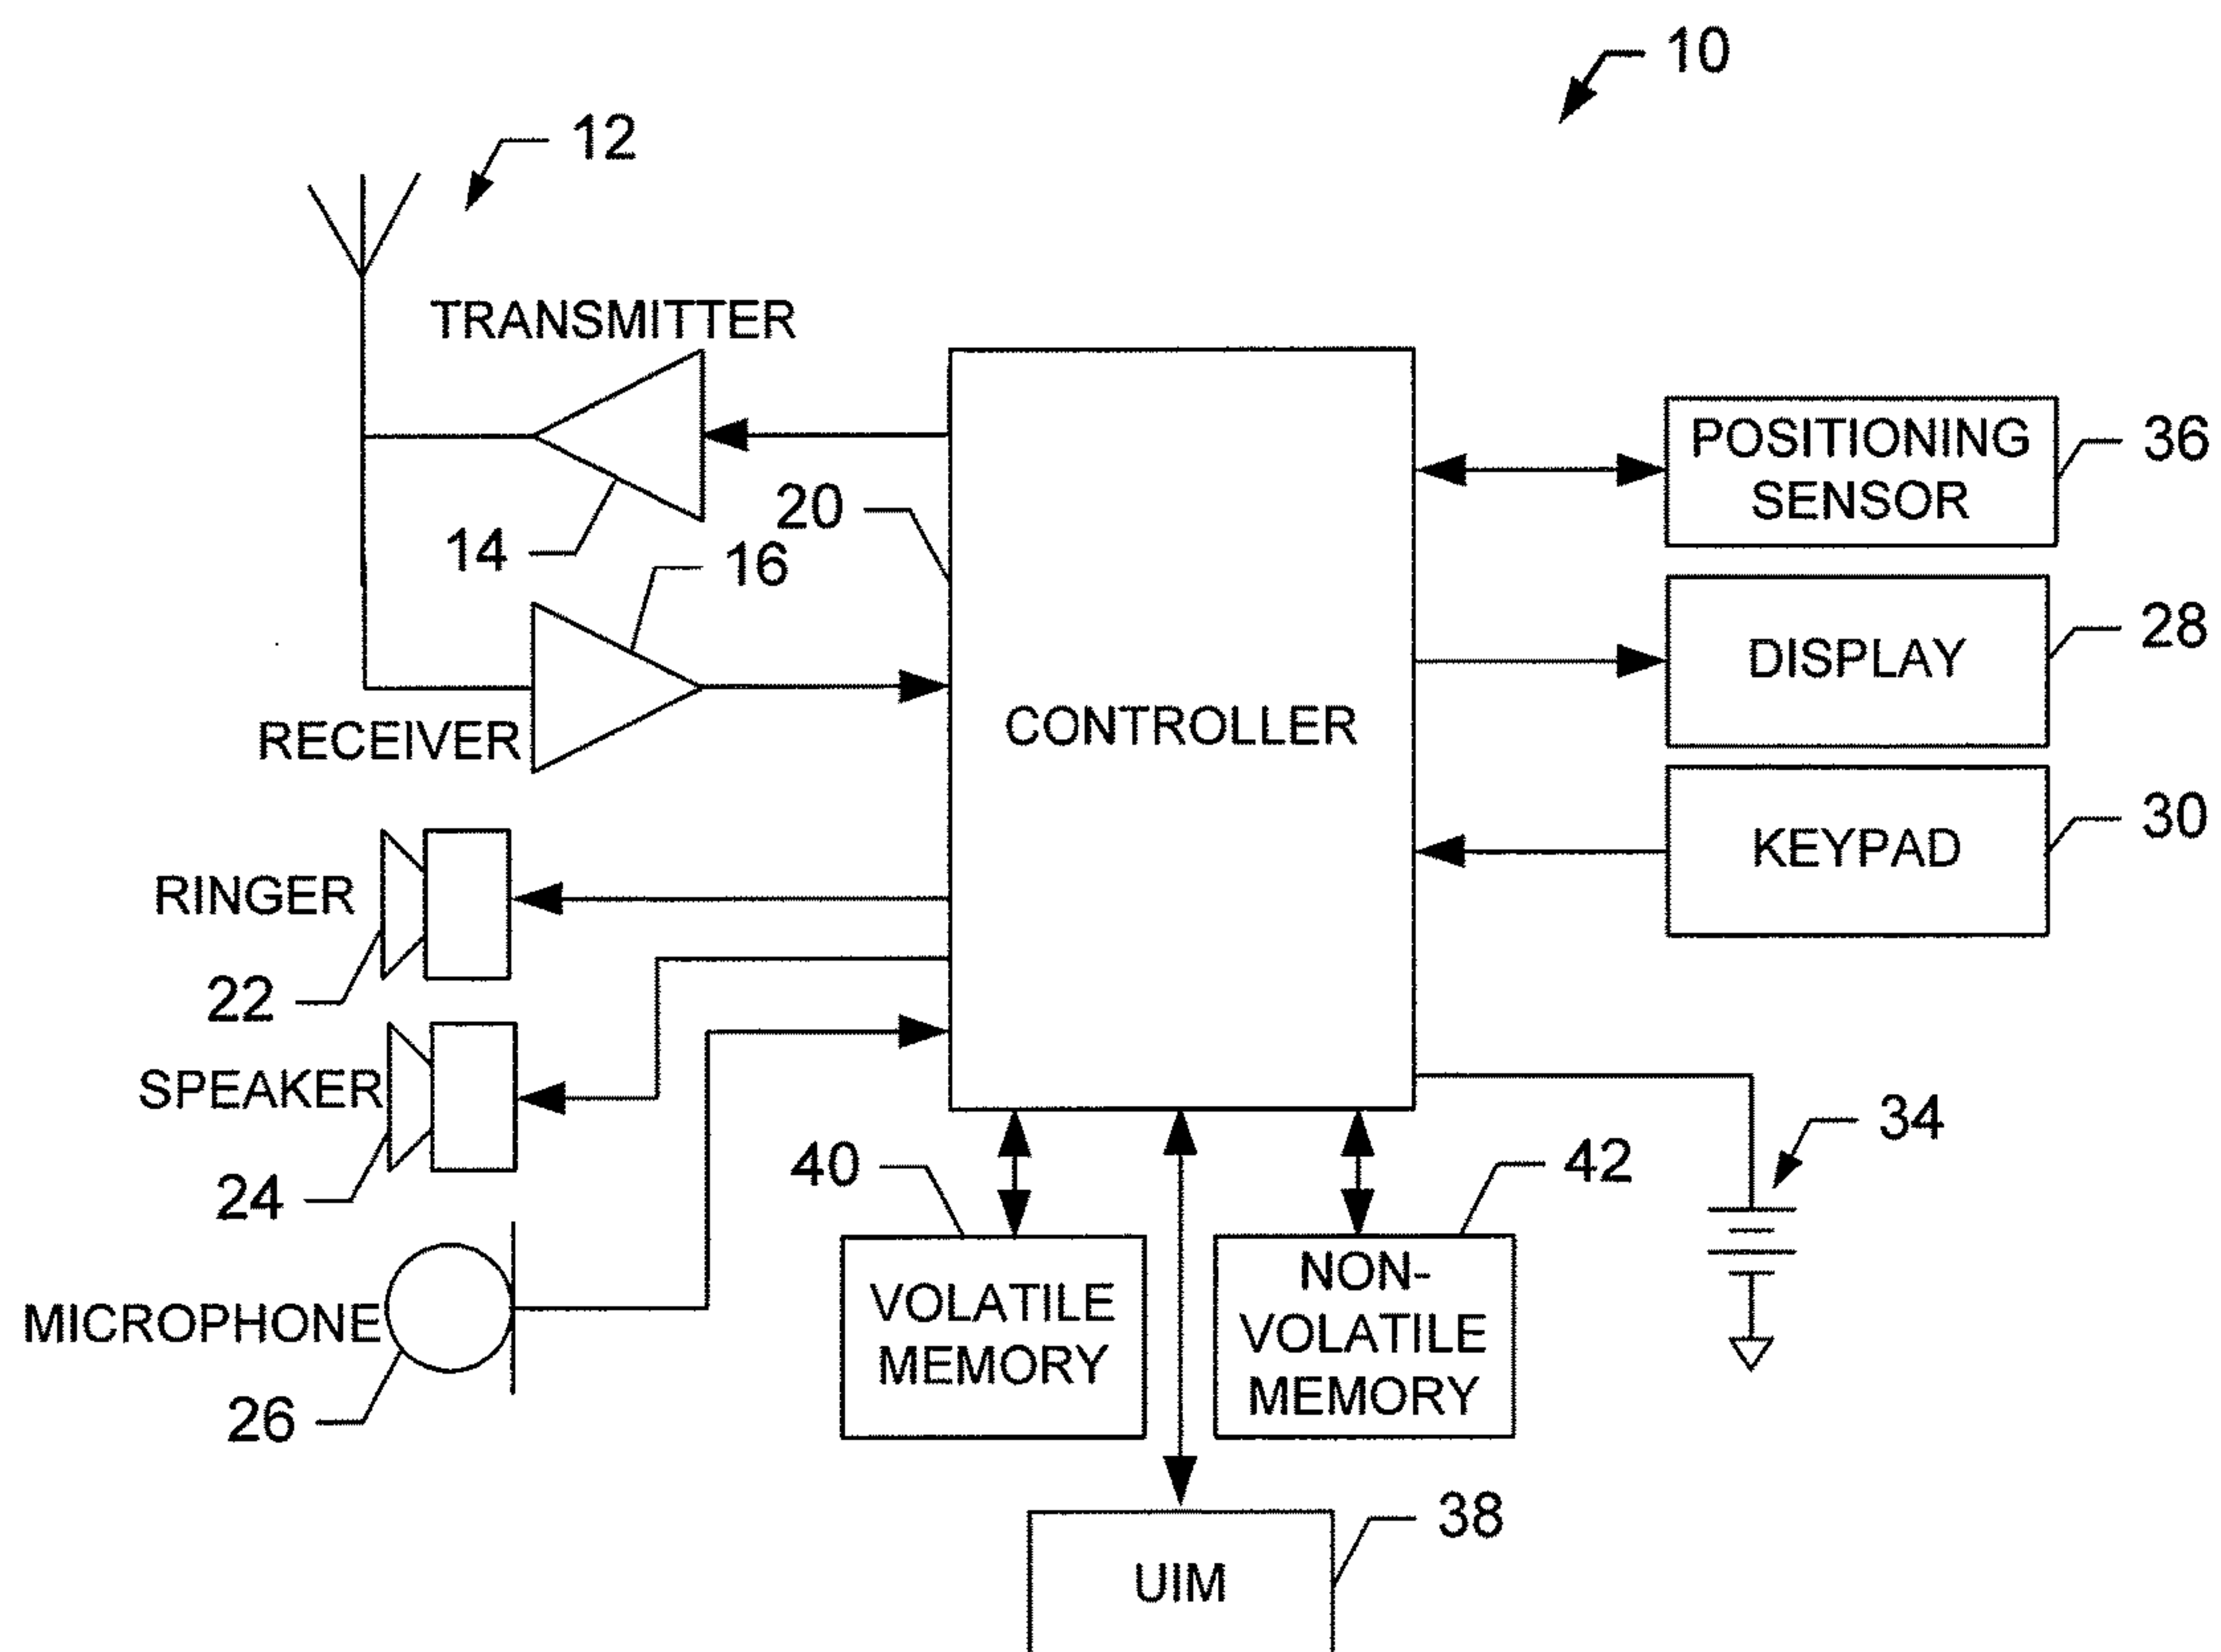 10
12
TRANSMITTER
14
20
16
RECEIVER
CONTROLLER
POSITIONING
SENSOR
36
DISPLAY
28
KEYPAD
30
RINGER
22
SPEAKER
24
MICROPHONE
26
40
VOLATILE
MEMORY
42
NON-
VOLATILE
MEMORY
34
38
UIM